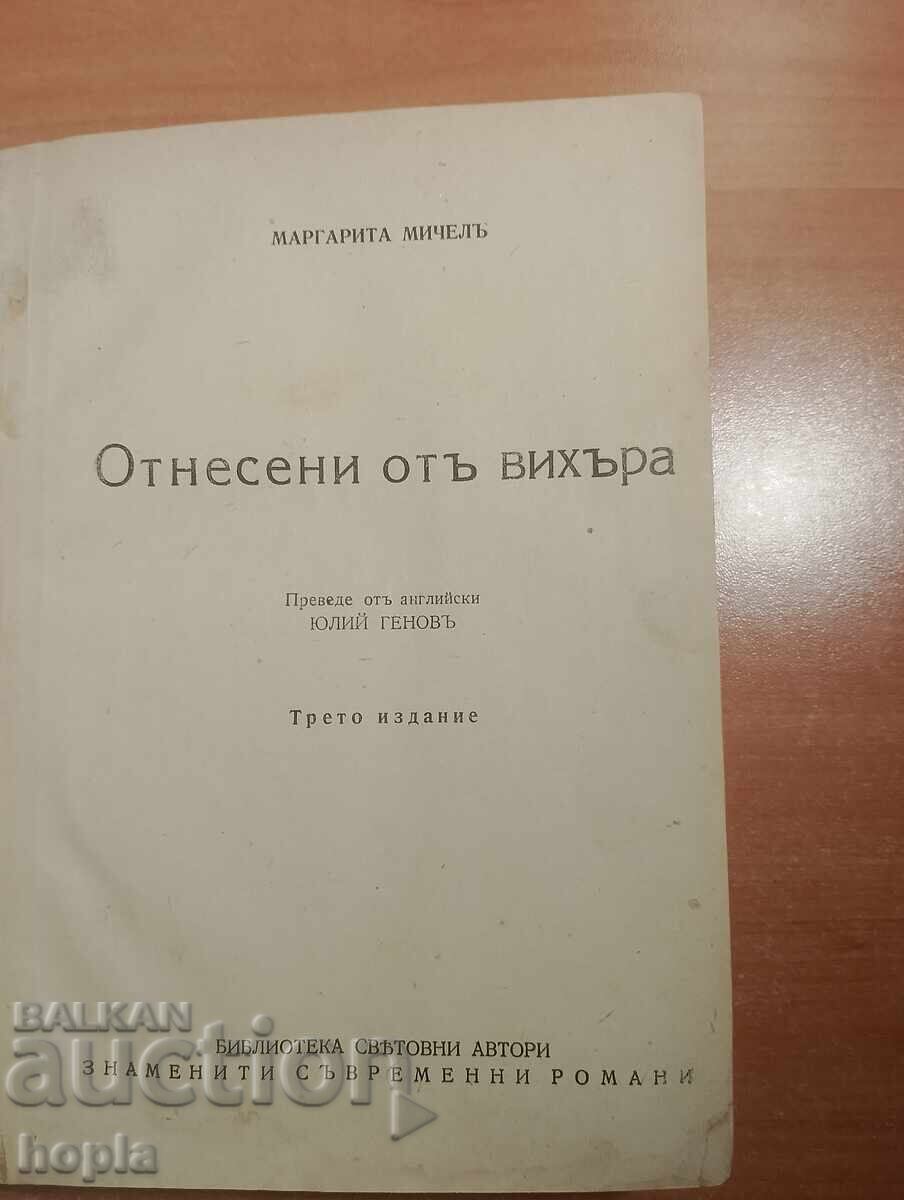 МАРГАРИТА МИЧЕЛЪ
Отнесени отъ вихъра
Преведе отъ английски
ЮЛИЙ ГЕНОВЪ
Трето издание
БИБЛИОТЕКА СВѢТОВНИ АВТОРИ
ЗНАМЕНИТИ СЪВРЕМЕННИ РОМАНИ
BALKAN
auction
hopla